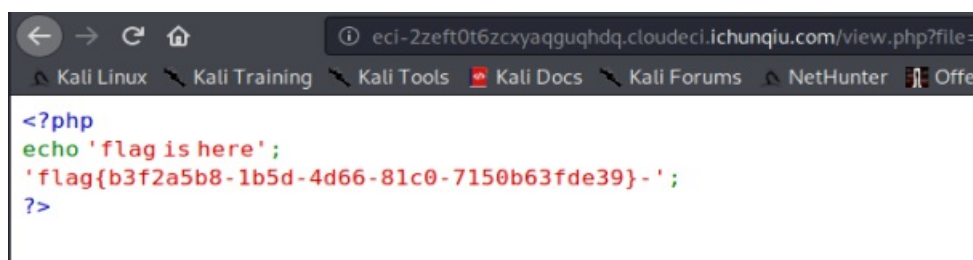 eci-2zeft0t6zcxyaqguqhdq.cloudeci.ichunqiu.com/view.php?file=
Kali Linux Kali Training Kali Tools Kali Docs Kali Forums NetHunter Offe
<?php
echo 'flag is here';
'flag{b3f2a5b8-1b5d-4d66-81c0-7150b63fde39}-';
?>